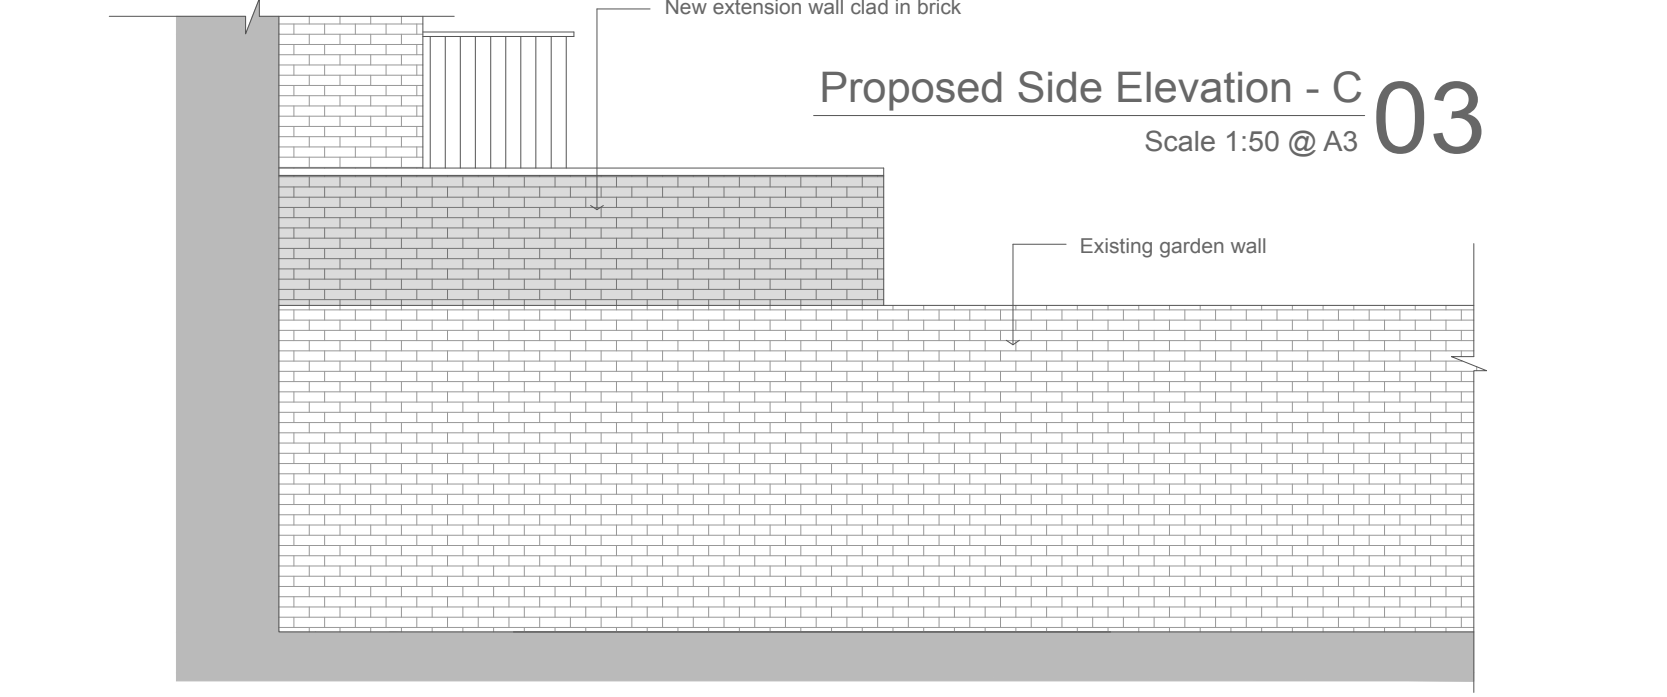 New extension wall clad in brick
Proposed Side Elevation - C
03
Scale 1:50 @ A3
Existing garden wall